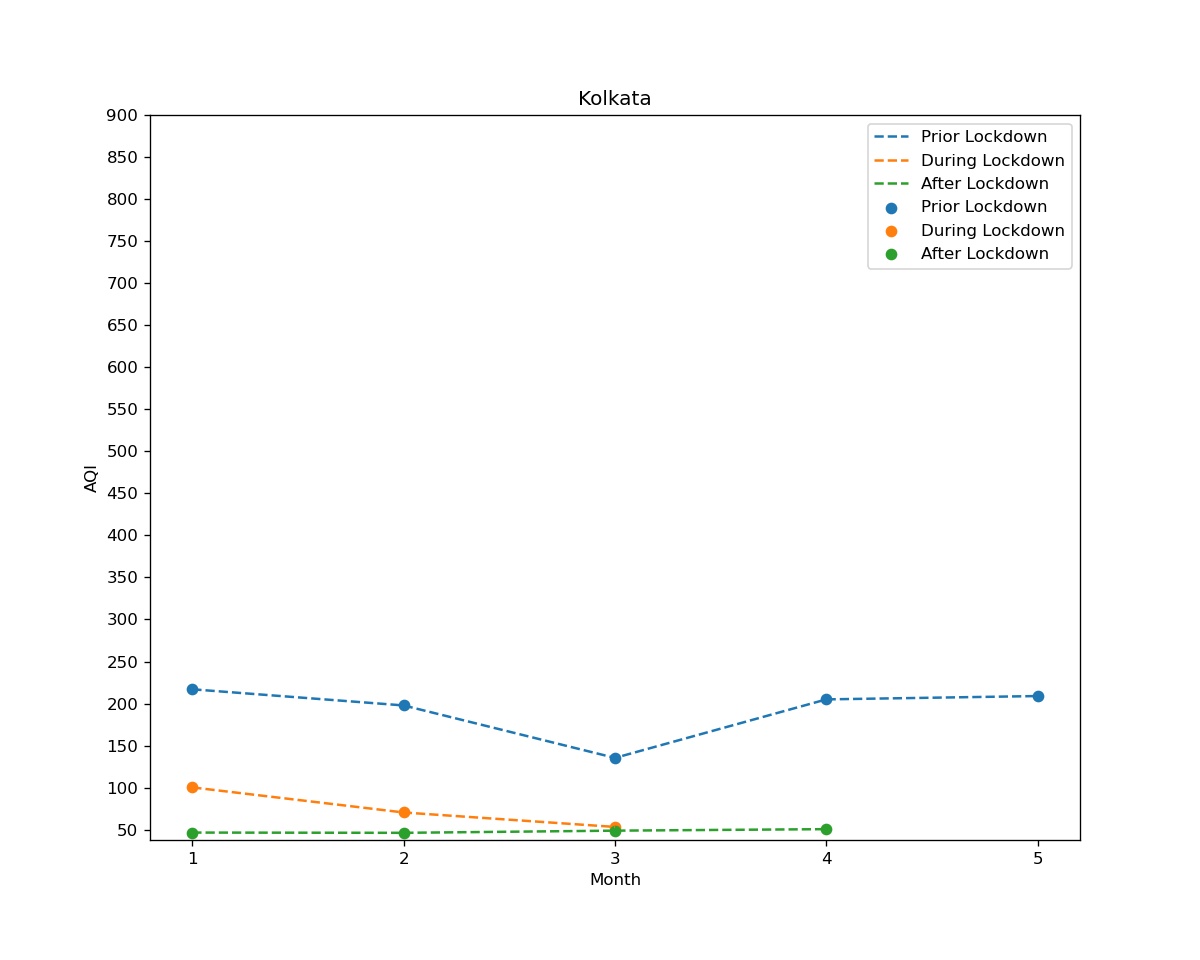 Kolkata
900
850
800
750
700
650
600
550
500
450
400
350
300
250
200
150
100
50
AQI
Prior Lockdown
During Lockdown
After Lockdown
Prior Lockdown
During Lockdown
After Lockdown
1 2 3 4 5
Month